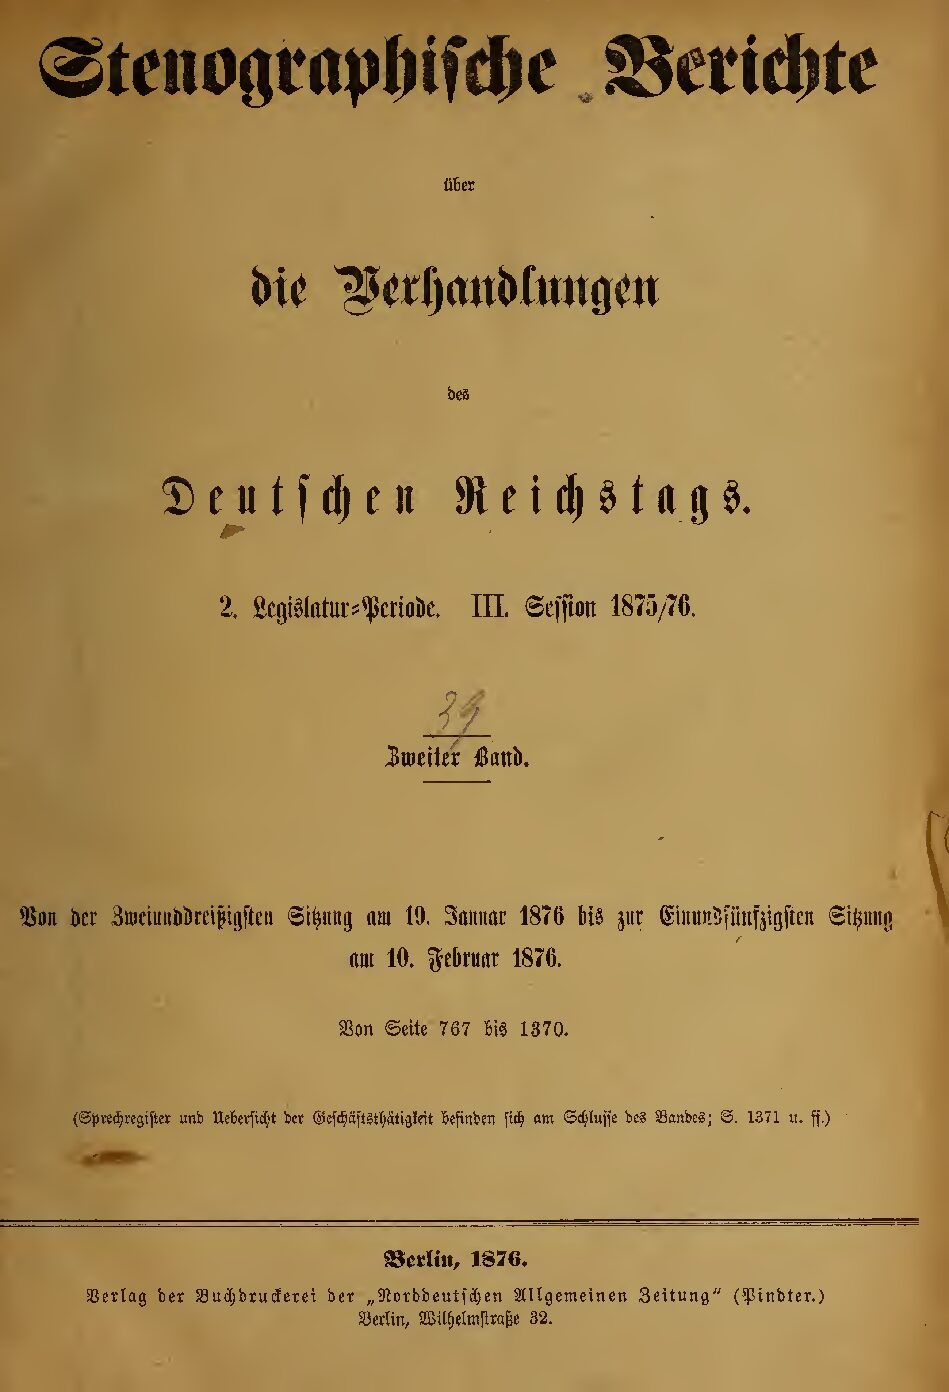 Stenographische Berichte
über
die Verhandlungen
des
Deutschen Reichstags.
2. Legislatur-Periode. III. Session 1875/76.
39
Zweiter Band.
Von der Zweiunddreißigsten Sitzung am 19. Januar 1876 bis zur Einundfünfzigsten Sitzung
am 10. Februar 1876.
Von Seite 767 bis 1370.
(Sprechregister und Uebersicht der Geschäftsthätigkeit befinden sich am Schlusse des Bandes; S. 1371 u. ff.)
Berlin, 1876.
Verlag der Buchdruckerei der „Norddeutschen Allgemeinen Zeitung“ (Pindter.)
Berlin, Wilhelmstraße 32.